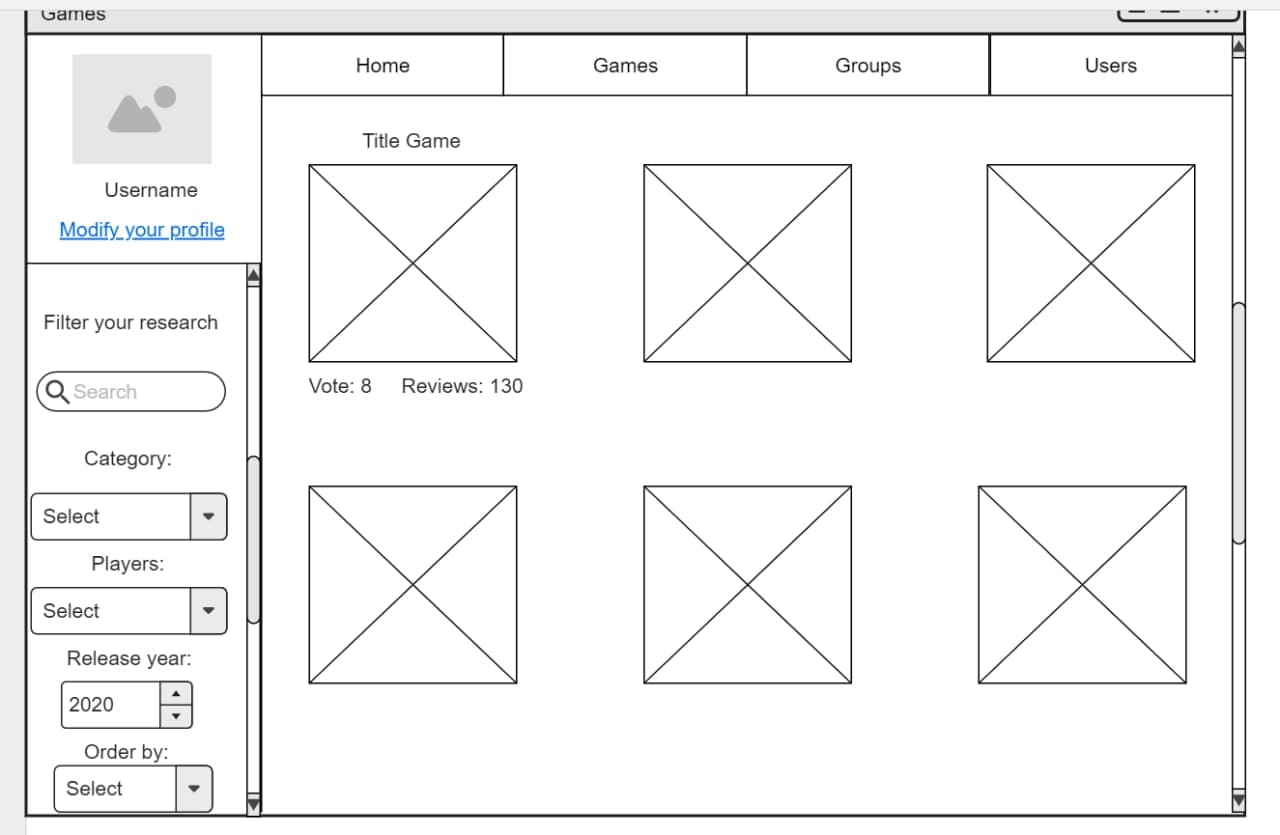 Games
Home
Games
Groups
Users
Username
Modify your profile
Filter your research
Search
Category:
Select
Players:
Select
Release year:
2020
Order by:
Select
Title Game
Vote: 8 Reviews: 130